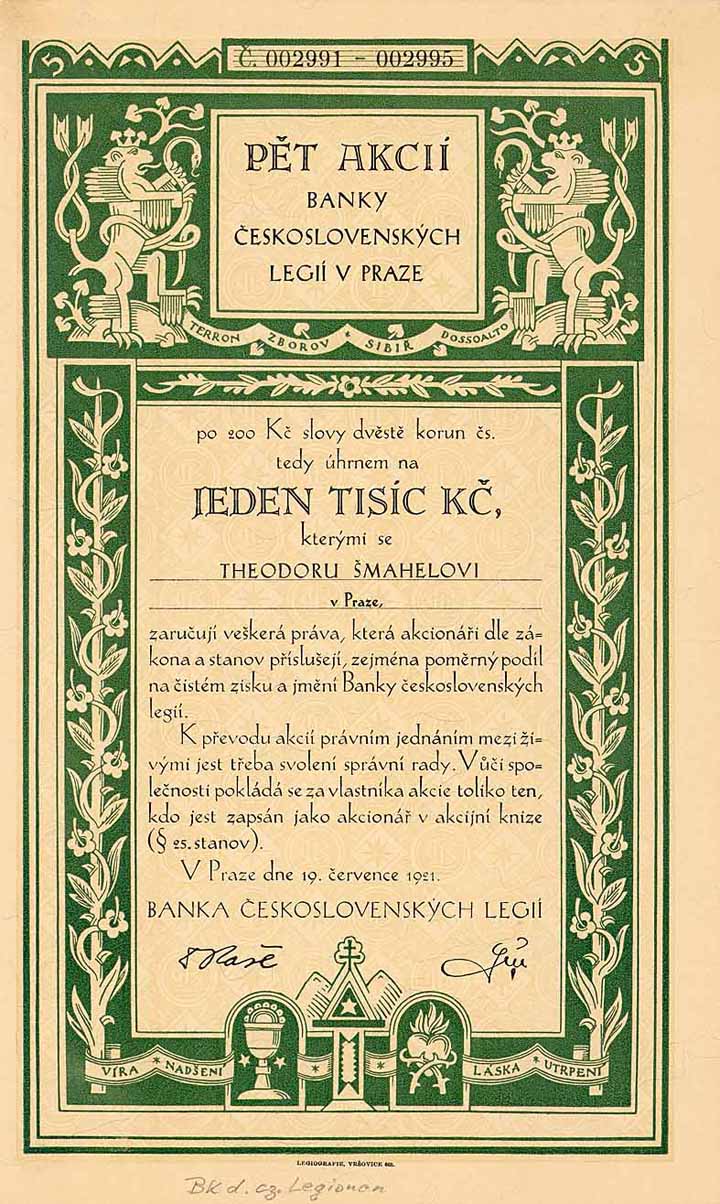 5
Č. 002991 - 002995
5
PĚT AKCIÍ
BANKY
ČESKOSLOVENSKÝCH
LEGIÍ V PRAZE
TERRON
ZBOROV * SIBIŘ
DOSSOALTO
po 200 Kč slovy dvěstě korun čs.
tedy úhrnem na
JEDEN TISÍC KČ,
kterými se
THEODORU ŠMAHELOVI
v Praze,
zaručují veškerá práva, která akcionáři dle zá=
kona a stanov příslušejí, zejména poměrný podíl
na čistém zisku a jmění Banky československých
legií.
K převodu akcií právním jednáním mezi ži=
vými jest třeba svolení správní rady. Vůči spo=
lečnosti pokládá se za vlastníka akcie toliko ten,
kdo jest zapsán jako akcionář v akcijní knize
(§ 25. stanov).
V Praze dne 19. července 1921.
BANKA ČESKOSLOVENSKÝCH LEGIÍ
VÍRA * NADŠENÍ
LÁSKA * UTRPENÍ
LEGIOGRAFIE, VRŠOVICE 665.
BK d. cz. Legionen